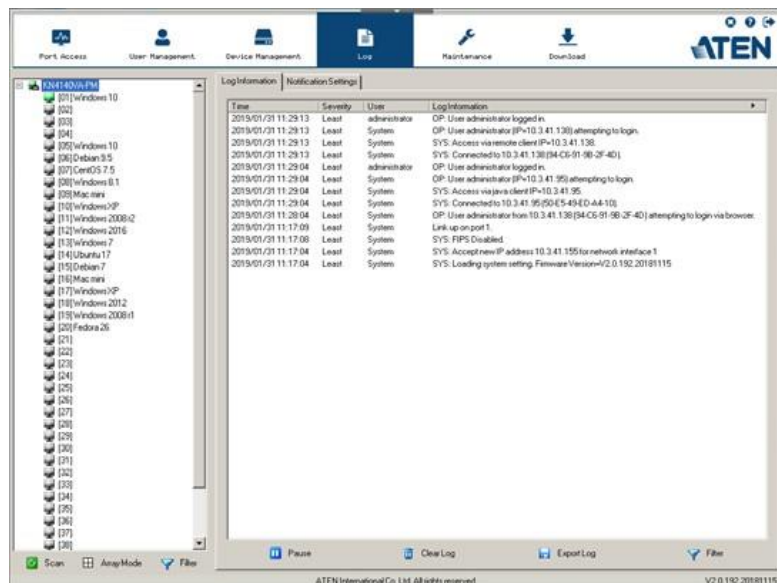 Port Access
User Management
Device Management
Log
Maintenance
Download
ATEN
KN4140VA-PM
[01]Windows 10
[02]
[03]
[04]
[05]Windows 10
[06]Debian 9.5
[07]CentOS 7.5
[08]Windows 8.1
[09]Mac mini
[10]WindowsXP
[11]Windows 2008r2
[12]Windows 2016
[13]Windows 7
[14]Ubuntu 17
[15]Debian7
[16]Mac mini
[17]WindowsXP
[18]Windows 2012
[19]Windows 2008r1
[20]Fedora 26
[21]
[22]
[23]
[24]
[25]
[26]
[27]
[28]
[29]
[30]
[31]
[32]
[33]
[34]
[35]
[36]
[37]
[38]
Scan Array Mode Filter
Log Information Notification Settings
Time Severity User Log Information
2019/01/31 11:29:13 Least administrator OP: User administrator logged in.
2019/01/31 11:29:13 Least System OP: User administrator (IP=10.3.41.138) attempting to login.
2019/01/31 11:29:13 Least System SYS: Access via remote client IP=10.3.41.138.
2019/01/31 11:29:13 Least System SYS: Connected to 10.3.41.138 (94-C6-91-9B-2F-4D).
2019/01/31 11:29:04 Least administrator OP: User administrator logged in.
2019/01/31 11:29:04 Least System OP: User administrator (IP=10.3.41.95) attempting to login.
2019/01/31 11:29:04 Least System SYS: Access via java client IP=10.3.41.95.
2019/01/31 11:29:04 Least System SYS: Connected to 10.3.41.95 (50-E5-49-ED-A4-10).
2019/01/31 11:28:04 Least System OP: User administrator from 10.3.41.138 (94-C6-91-9B-2F-4D) attempting to login via browser.
2019/01/31 11:17:09 Least System Link up on port 1.
2019/01/31 11:17:08 Least System SYS: FIPS Disabled.
2019/01/31 11:17:04 Least System SYS: Accept new IP address 10.3.41.155 for network interface 1
2019/01/31 11:17:04 Least System SYS: Loading system setting. Firmware Version=V2.0.192.20181115
Pause Clear Log Export Log Filter
ATEN International Co. Ltd. All rights reserved.
V2.0.192.20181115